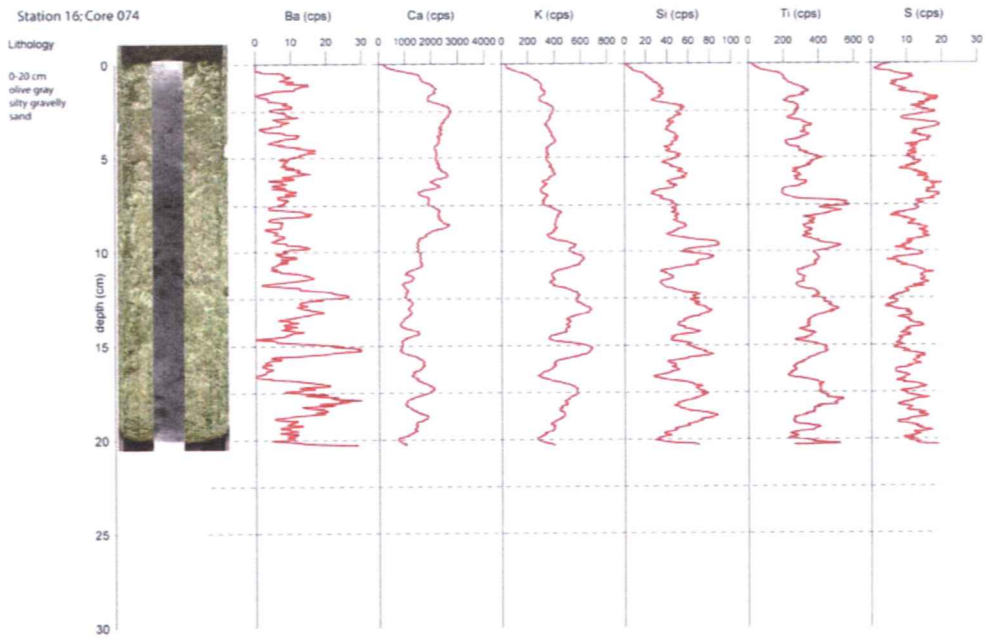 Station 16; Core 074
Ba (cps) Ca (cps) K (cps) Si (cps) Ti (cps) S (cps)
Lithology
0 10 20 30 0 1000 2000 3000 4000 0 200 400 600 800 0 20 40 60 80 100 0 200 400 600 0 10 20 30
0-20 cm
olive gray
silty gravelly
sand
depth (cm)
0
5
10
15
20
25
30